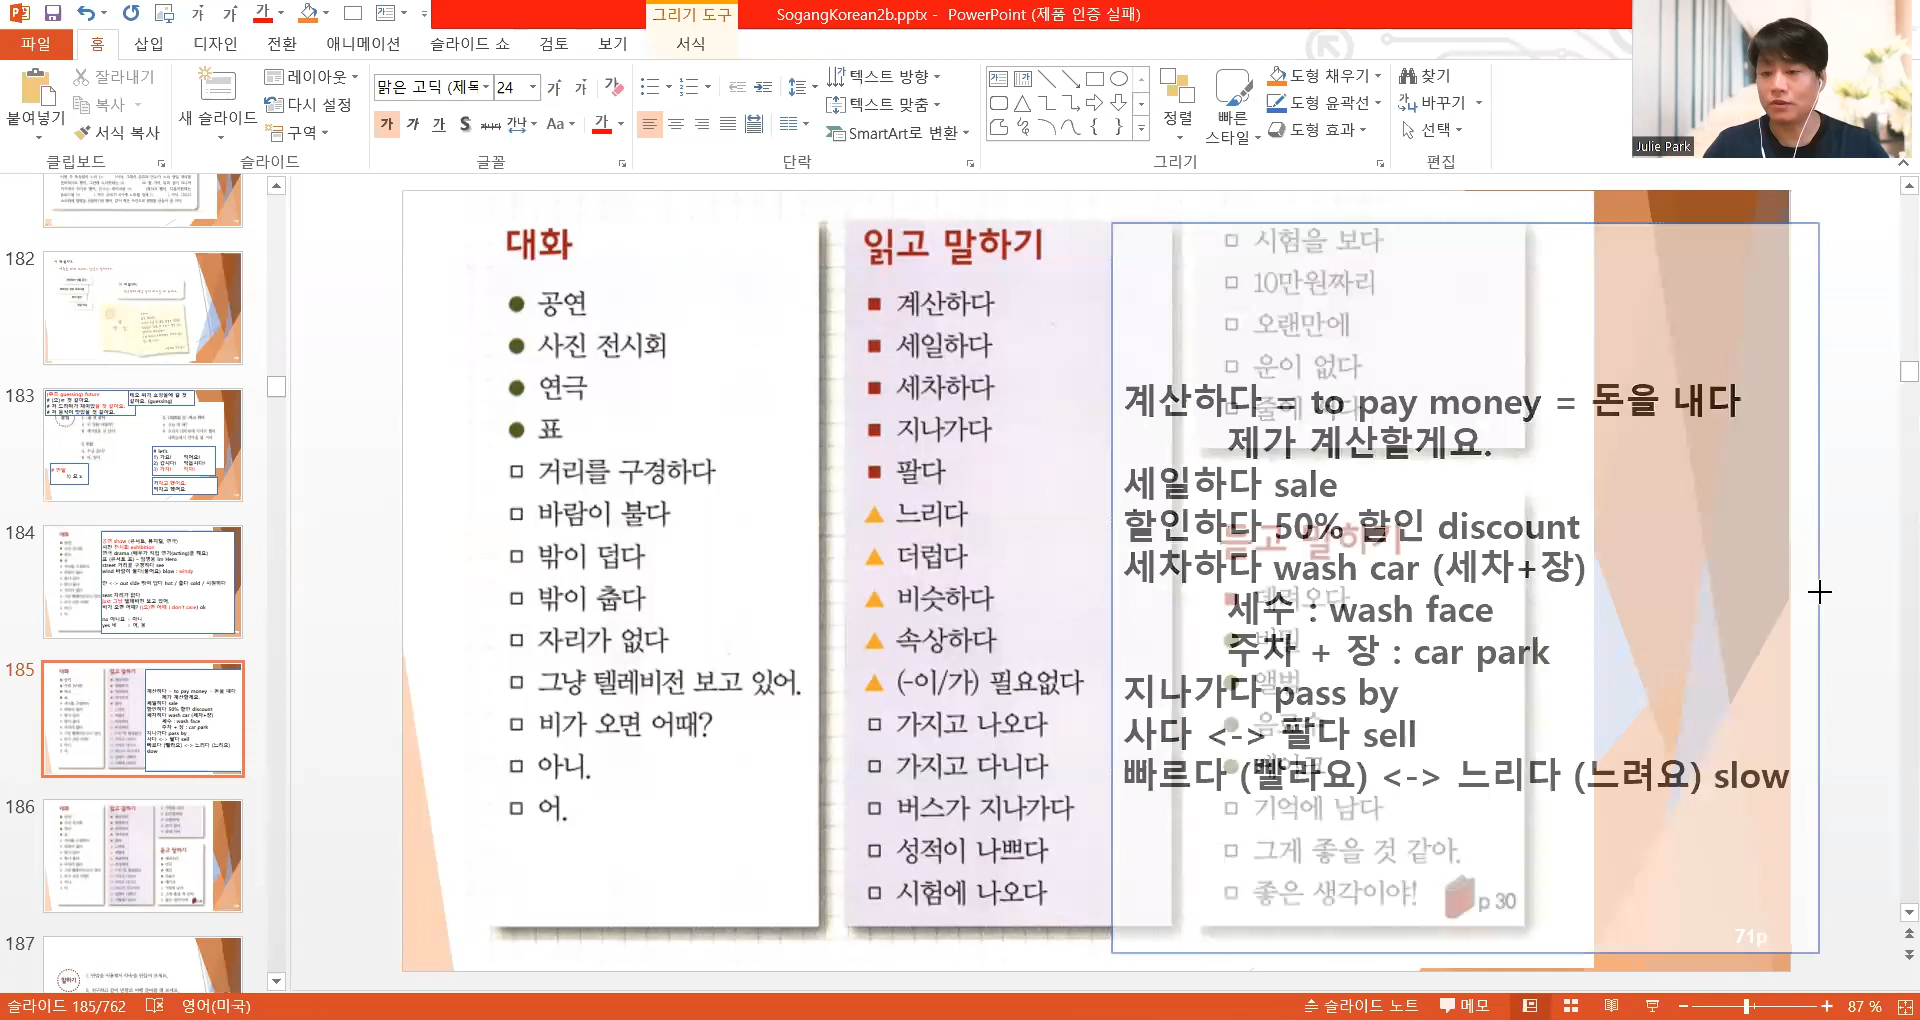 그리기 도구
SogangKorean2b.pptx - PowerPoint (제품 인증 실패)
파일 홈 삽입 디자인 전환 애니메이션 슬라이드 쇼 검토 보기 서식
붙여넣기
잘라내기
복사
서식 복사
클립보드
새 슬라이드
레이아웃
다시 설정
구역
슬라이드
맑은 고딕 (제목 24
글꼴
텍스트 방향
텍스트 맞춤
SmartArt로 변환
단락
정렬
빠른 스타일
도형 채우기
도형 윤곽선
도형 효과
그리기
찾기
바꾸기
선택
편집
Julie Park
182
183
184
185
186
187
대화
공연
사진 전시회
연극
표
거리를 구경하다
바람이 불다
밖이 덥다
밖이 춥다
자리가 없다
그냥 텔레비전 보고 있어.
비가 오면 어때?
아니.
어.
읽고 말하기
계산하다
세일하다
세차하다
지나가다
팔다
느리다
더럽다
비슷하다
속상하다
(-이/가) 필요없다
가지고 나오다
가지고 다니다
버스가 지나가다
성적이 나쁘다
시험에 나오다
시험을 보다
10만원짜리
오랜만에
운이 없다
계산하다 = to pay money = 돈을 내다
제가 계산할게요.
세일하다 sale
할인하다 50% 할인 discount
세차하다 wash car (세차+장)
세수 : wash face
주차 + 장 : car park
지나가다 pass by
사다 <-> 팔다 sell
빠르다 (빨라요) <-> 느리다 (느려요) slow
듣고 말하기
앨범
기억에 남다
그게 좋을 것 같아.
좋은 생각이야!
p 30
71p
슬라이드 185/762 영어(미국) 슬라이드 노트 메모 87 %